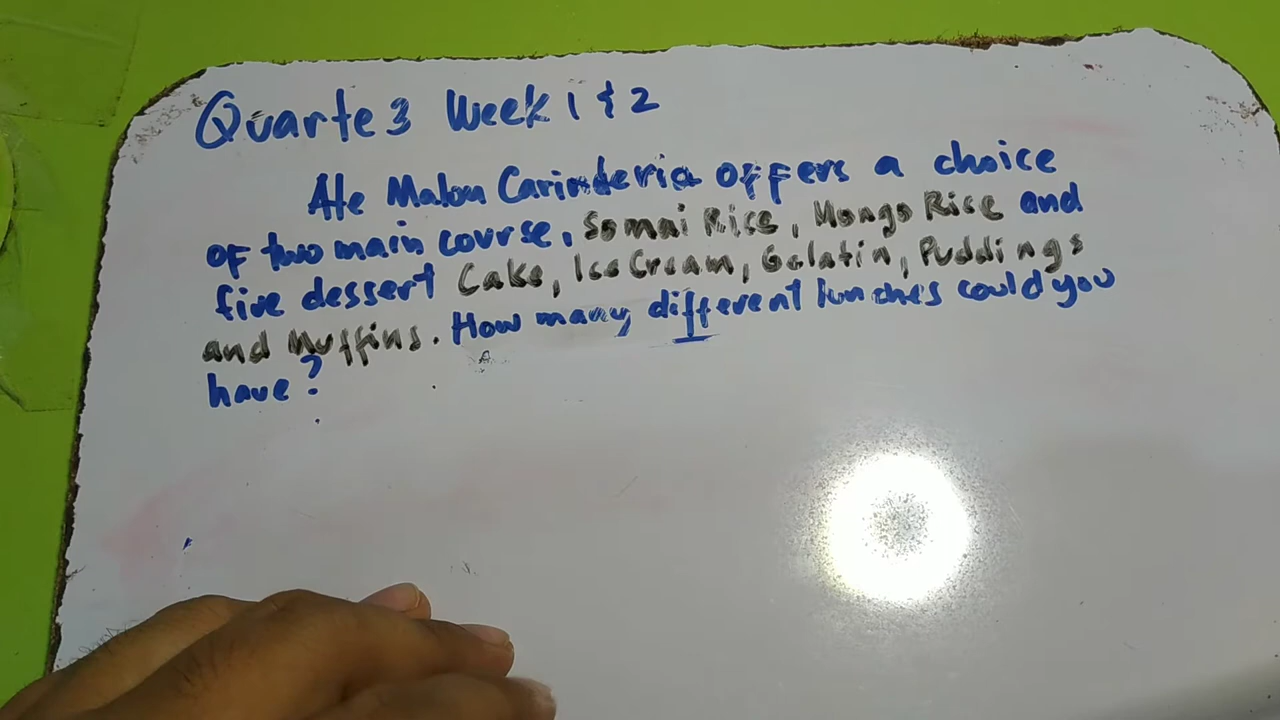 Quarte 3 Week 1 & 2
Ate Malou Carinderia offers a choice
of two main course, Somai Rice, Mongo Rice and
five dessert Cake, Ice Cream, Gelatin, Puddings
and Muffins. How many different lunches could you
have?